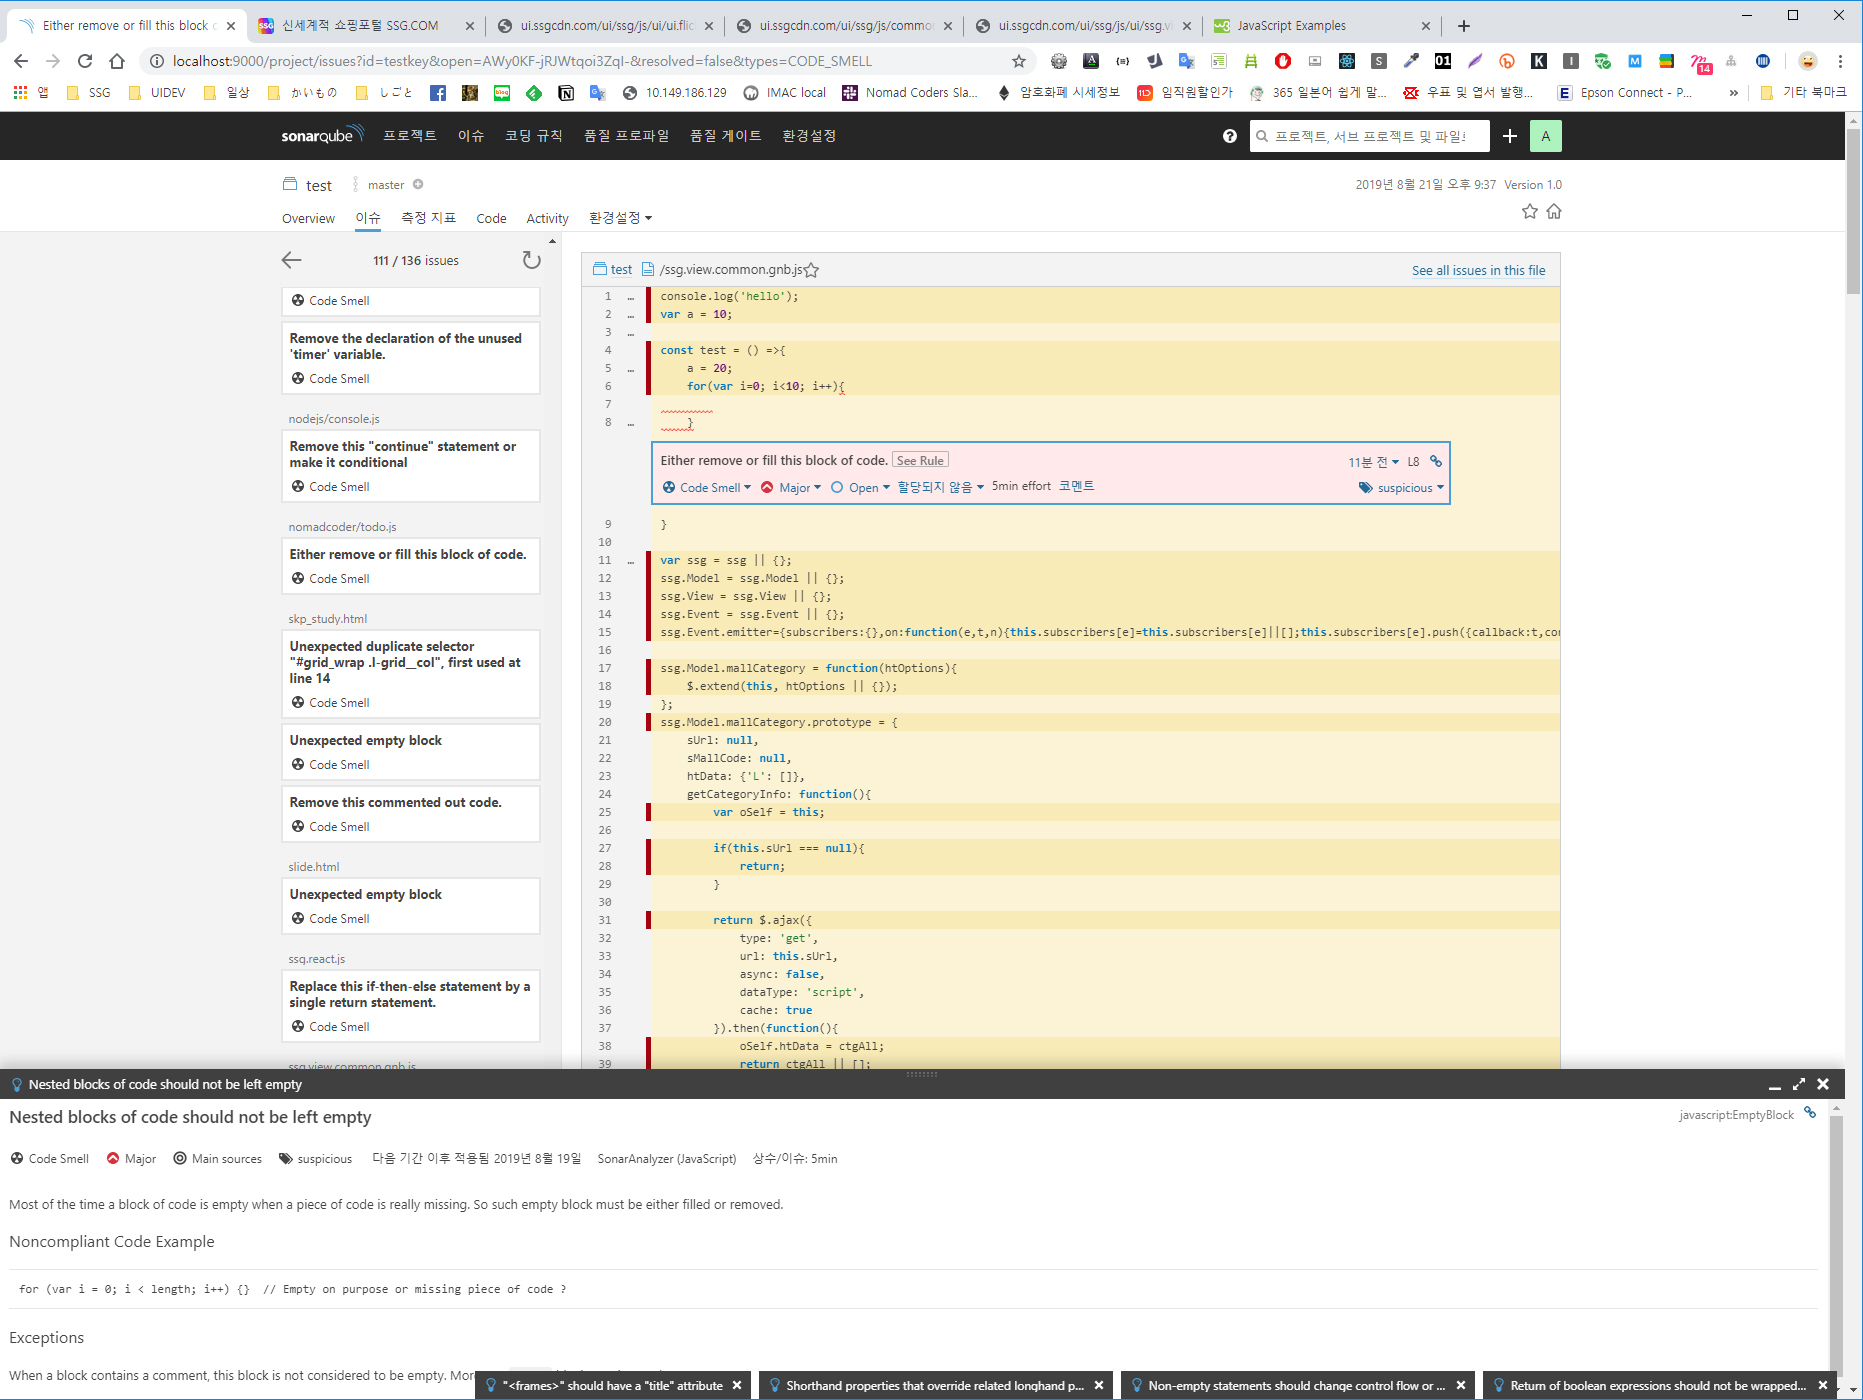 Either remove or fill this block c
신세계적 쇼핑포털 SSG.COM
ui.ssgcdn.com/ui/ssg/js/ui/ui.flic
ui.ssgcdn.com/ui/ssg/js/common
ui.ssgcdn.com/ui/ssg/js/ui/ssg.vi
JavaScript Examples
localhost:9000/project/issues?id=testkey&open=AWy0KF-jRJWtqoi3ZqI-&resolved=false&types=CODE_SMELL
앱 SSG UIDEV 일상 かいもの しごと 10.149.186.129 IMAC local Nomad Coders Sla... 암호화폐 시세정보 임직원할인가 365 일본어 쉽게 말... 우표 및 엽서 발행... Epson Connect - P... » 기타 북마크
sonarqube 프로젝트 이슈 코딩 규칙 품질 프로파일 품질 게이트 환경설정
프로젝트, 서브 프로젝트 및 파일
A
test master
2019년 8월 21일 오후 9:37 Version 1.0
Overview 이슈 측정 지표 Code Activity 환경설정
111 / 136 issues
Code Smell
Remove the declaration of the unused
'timer' variable.
Code Smell
nodejs/console.js
Remove this "continue" statement or
make it conditional
Code Smell
nomadcoder/todo.js
Either remove or fill this block of code.
Code Smell
skp_study.html
Unexpected duplicate selector
"#grid_wrap .l-grid__col", first used at
line 14
Code Smell
Unexpected empty block
Code Smell
Remove this commented out code.
Code Smell
slide.html
Unexpected empty block
Code Smell
ssg.react.js
Replace this if-then-else statement by a
single return statement.
Code Smell
ssg.view.common.gnb.js
test /ssg.view.common.gnb.js
See all issues in this file
1 … console.log('hello');
2 … var a = 10;
3 …
4 const test = () =>{
5 … a = 20;
6 for(var i=0; i<10; i++){
7
8 … }
Either remove or fill this block of code. See Rule
11분 전 L8
Code Smell Major Open 할당되지 않음 5min effort 코멘트
suspicious
9 }
10
11 … var ssg = ssg || {};
12 ssg.Model = ssg.Model || {};
13 ssg.View = ssg.View || {};
14 ssg.Event = ssg.Event || {};
15 ssg.Event.emitter={subscribers:{},on:function(e,t,n){this.subscribers[e]=this.subscribers[e]||[];this.subscribers[e].push({callback:t,con
16
17 ssg.Model.mallCategory = function(htOptions){
18 $.extend(this, htOptions || {});
19 };
20 ssg.Model.mallCategory.prototype = {
21 sUrl: null,
22 sMallCode: null,
23 htData: {'L': []},
24 getCategoryInfo: function(){
25 var oSelf = this;
26
27 if(this.sUrl === null){
28 return;
29 }
30
31 return $.ajax({
32 type: 'get',
33 url: this.sUrl,
34 async: false,
35 dataType: 'script',
36 cache: true
37 }).then(function(){
38 oSelf.htData = ctgAll;
39 return ctgAll || [];
Nested blocks of code should not be left empty
Nested blocks of code should not be left empty
javascript:EmptyBlock
Code Smell Major Main sources suspicious 다음 기간 이후 적용됨 2019년 8월 19일 SonarAnalyzer (JavaScript) 상수/이슈: 5min
Most of the time a block of code is empty when a piece of code is really missing. So such empty block must be either filled or removed.
Noncompliant Code Example
for (var i = 0; i < length; i++) {} // Empty on purpose or missing piece of code ?
Exceptions
When a block contains a comment, this block is not considered to be empty. Mor
"<frames>" should have a "title" attribute
Shorthand properties that override related longhand p...
Non-empty statements should change control flow or ...
Return of boolean expressions should not be wrapped...